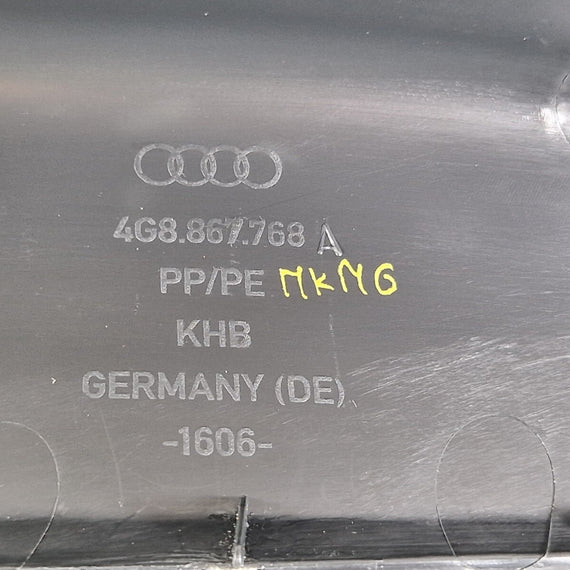 4G8.867.768 A
PP/PE MKMG
KHB
GERMANY (DE)
-1606-